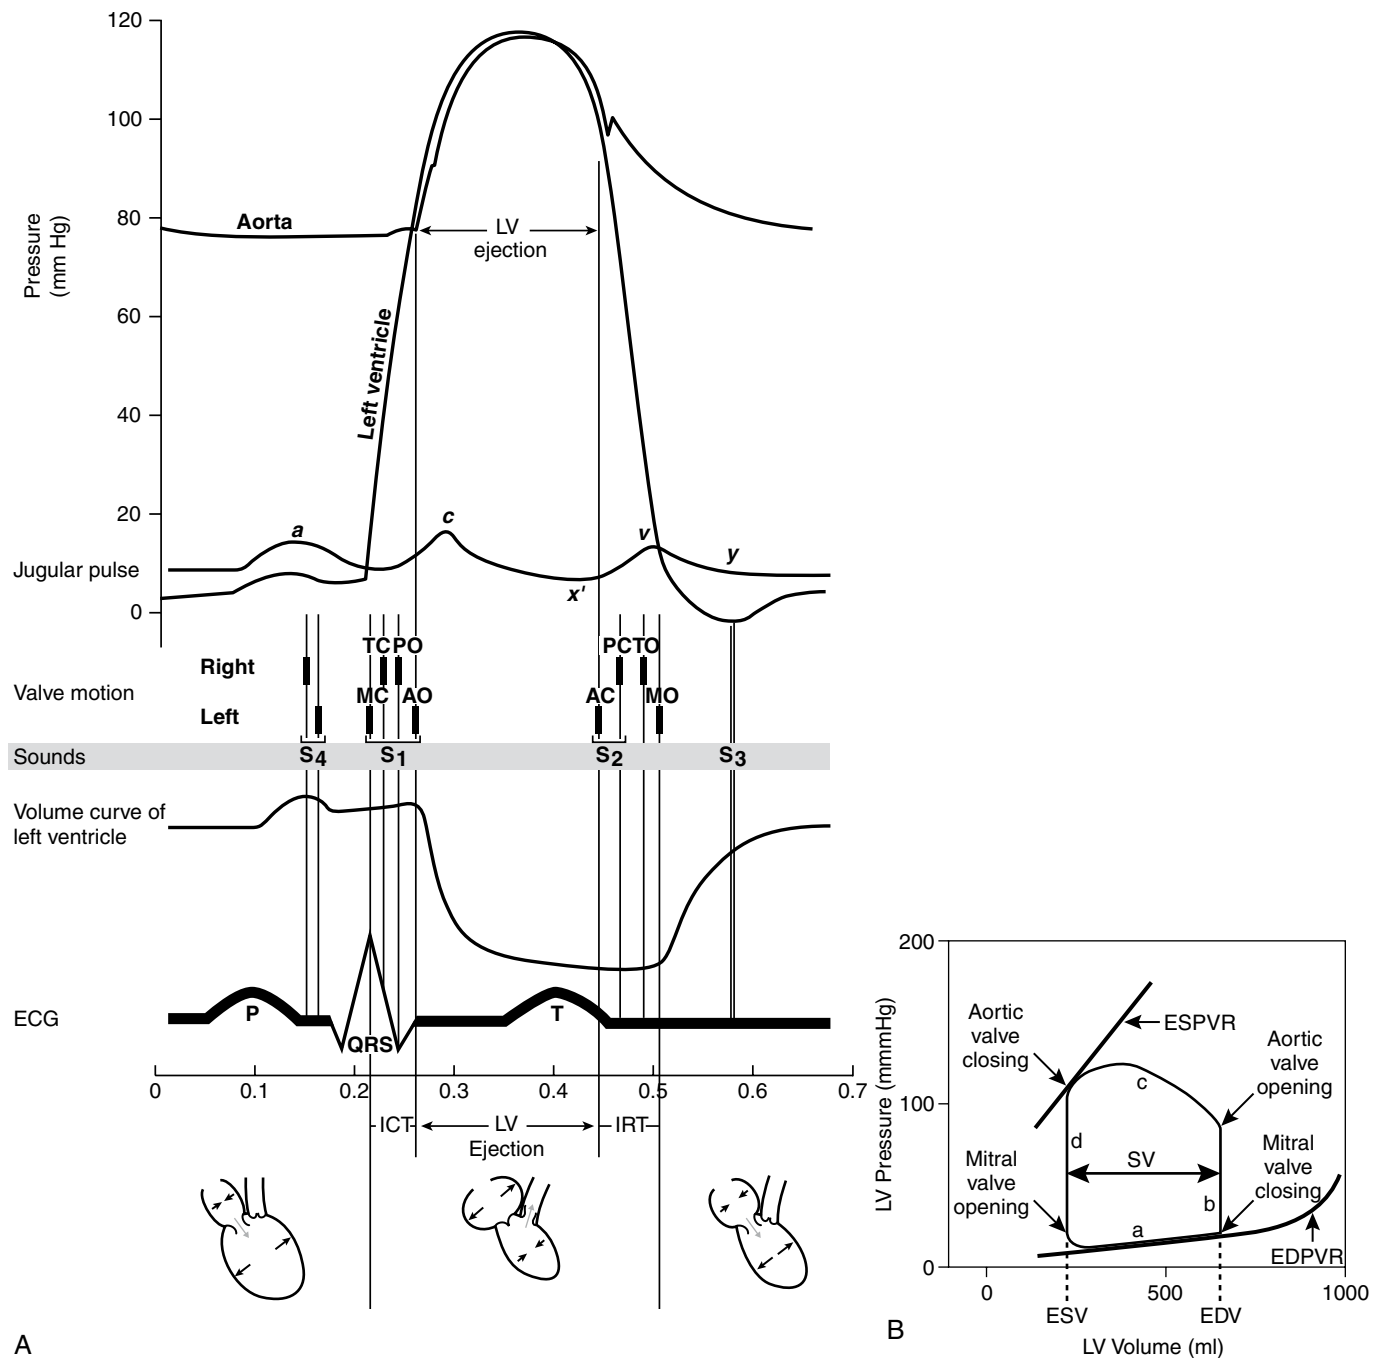 120
100
80
60
40
20
0
Pressure
(mm Hg)
Aorta
LV
ejection
Left ventricle
a
c
v
y
x'
Jugular pulse
TC PO
PC TO
Right
MC AO
AC MO
Valve motion
Left
Sounds
S4 S1 S2 S3
Volume curve of
left ventricle
ECG
P
QRS
T
0 0.1 0.2 0.3 0.4 0.5 0.6 0.7
ICT LV IRT
Ejection
A
200
100
0
LV Pressure (mmmHg)
Aortic
valve
closing
ESPVR
Aortic
valve
opening
c
d
SV
Mitral
valve
opening
Mitral
valve
closing
b
a
EDPVR
0 500 1000
ESV EDV
LV Volume (ml)
B